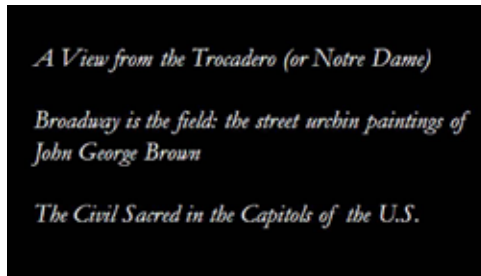 A View from the Trocadero (or Notre Dame)
Broadway is the field: the street urchin paintings of
John George Brown
The Civil Sacred in the Capitols of the U.S.